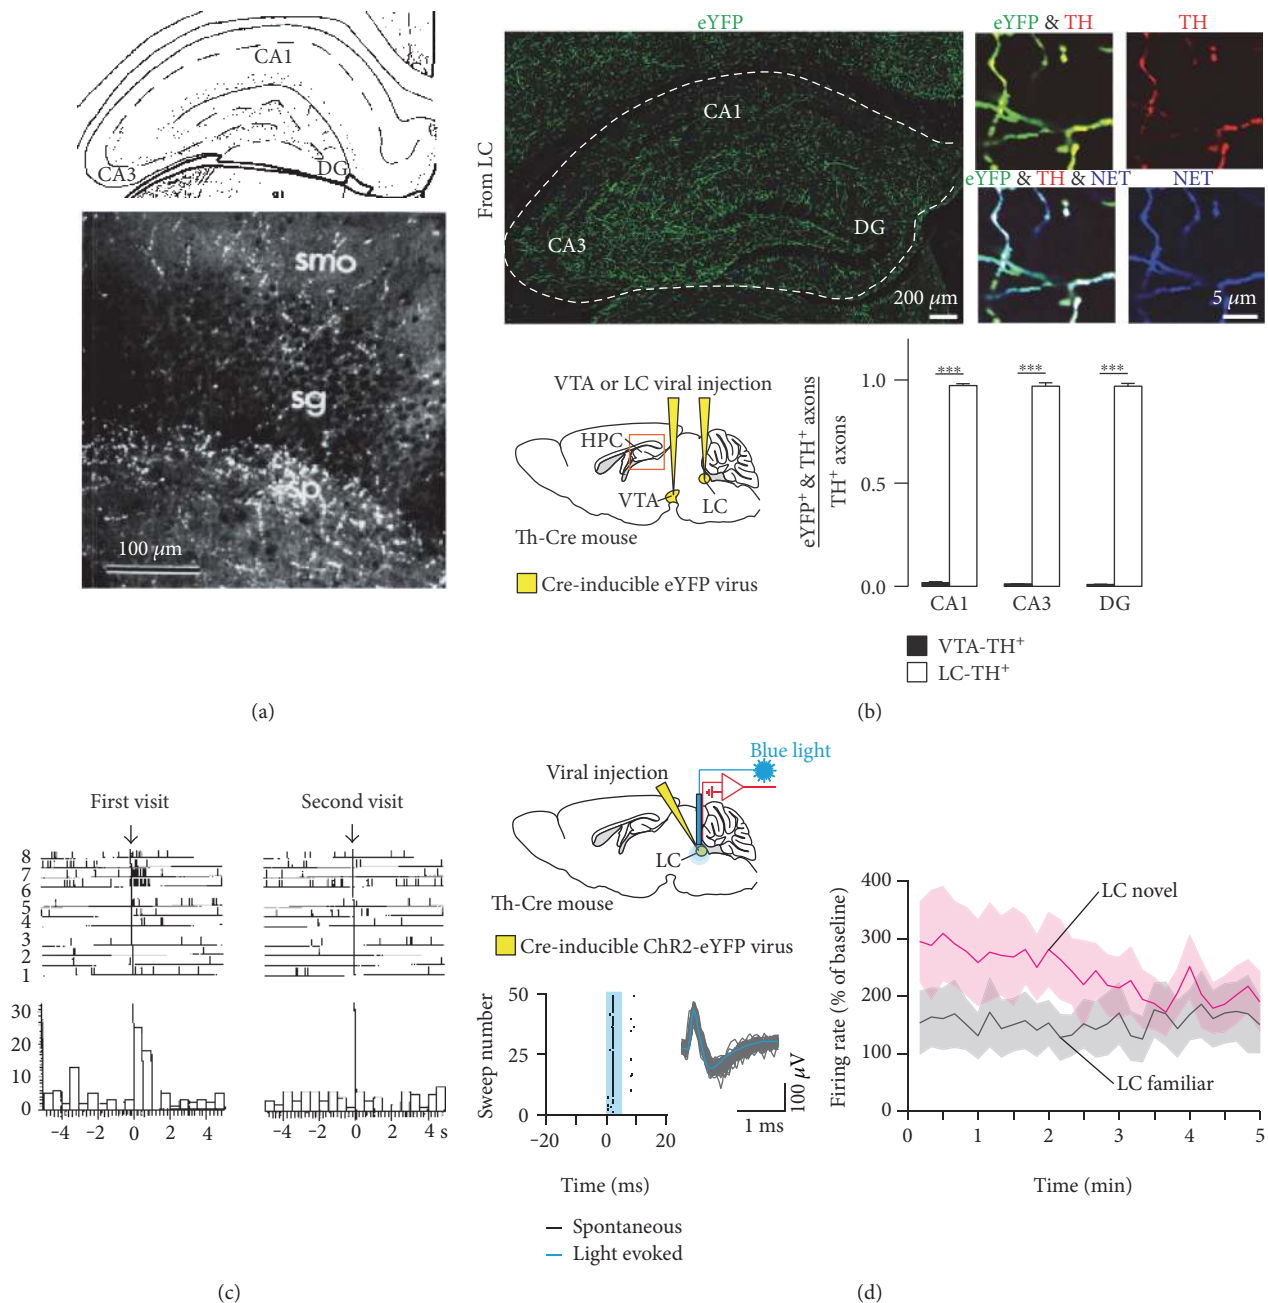 CA1
CA3
DG
smo
sg
100 μm
(a)
eYFP
From LC
CA1
CA3
DG
200 μm
eYFP & TH
TH
eYFP & TH & NET
NET
5 μm
VTA or LC viral injection
HPC
VTA
LC
Th-Cre mouse
Cre-inducible eYFP virus
eYFP⁺ & TH⁺ axons
TH⁺ axons
1.0
0.5
0.0
***
***
***
CA1
CA3
DG
VTA-TH⁺
LC-TH⁺
(b)
First visit
Second visit
8
7
6
5
4
3
2
1
30
20
10
0
−4 −2 0 2 4
−4 −2 0 2 4 s
(c)
Blue light
Viral injection
LC
Th-Cre mouse
Cre-inducible ChR2-eYFP virus
Sweep number
50
25
0
−20 0 20
Time (ms)
100 μV
1 ms
Spontaneous
Light evoked
Firing rate (% of baseline)
400
300
200
100
0
LC novel
LC familiar
0 1 2 3 4 5
Time (min)
(d)